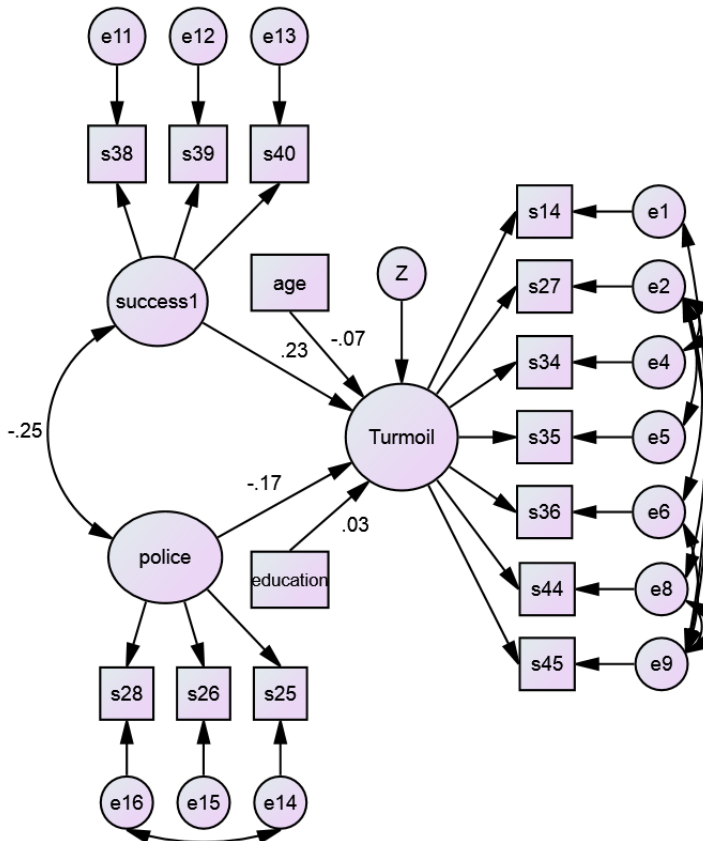 e11
e12
e13
s38
s39
s40
s14
e1
success1
age
Z
s27
e2
-.07
.23
s34
e4
-.25
Turmoil
s35
e5
-.17
s36
e6
.03
police
education
s44
e8
s45
e9
s28
s26
s25
e16
e15
e14